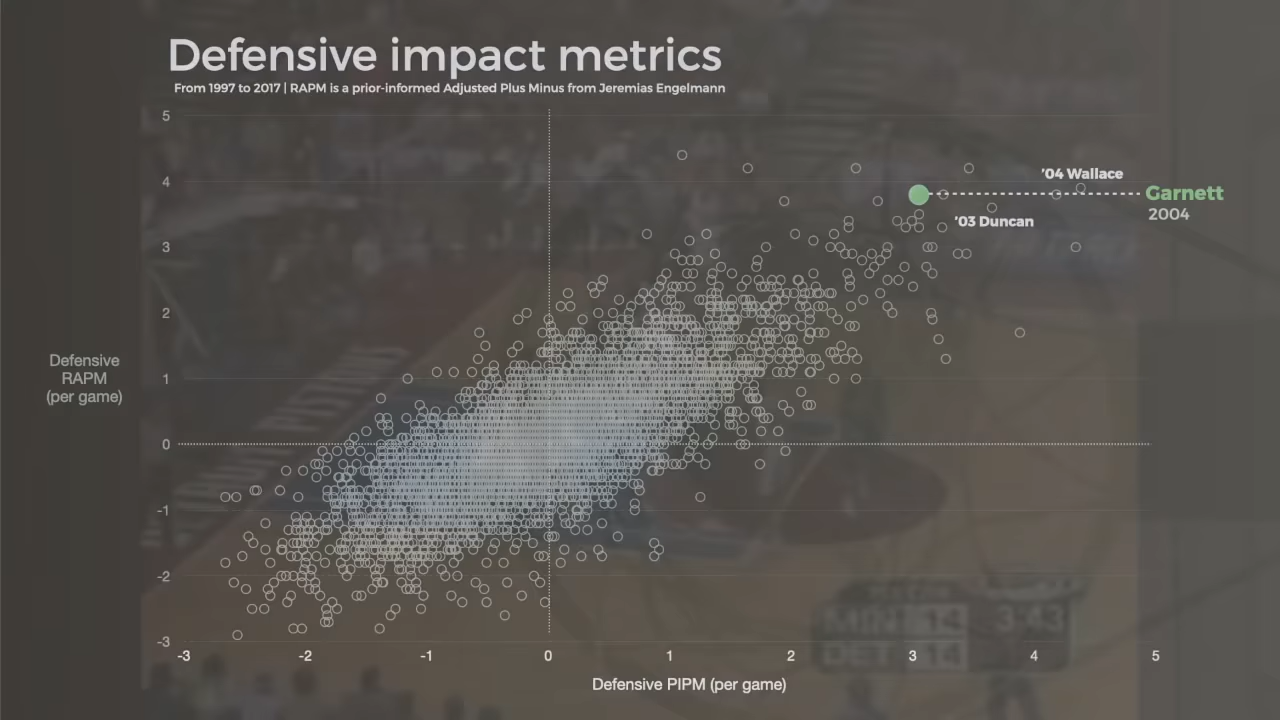 Defensive impact metrics
From 1997 to 2017 | RAPM is a prior-informed Adjusted Plus Minus from Jeremias Engelmann
5
4
3
2
1
0
-1
-2
-3
'04 Wallace
Garnett
2004
'03 Duncan
Defensive
RAPM
(per game)
-3
-2
-1
0
1
2
3
4
5
Defensive PIPM (per game)
MIN 14 3:43
DET 14